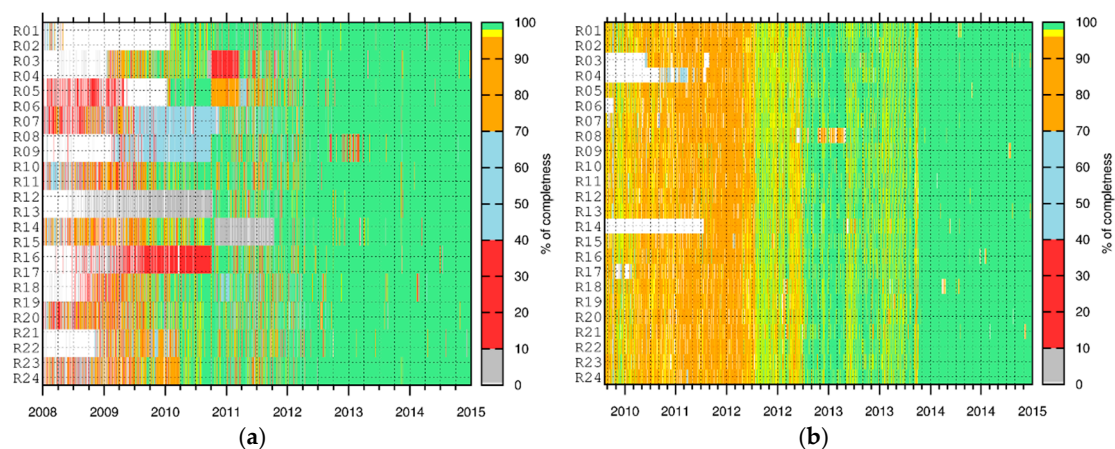 R01
R02
R03
R04
R05
R06
R07
R08
R09
R10
R11
R12
R13
R14
R15
R16
R17
R18
R19
R20
R21
R22
R23
R24
2008 2009 2010 2011 2012 2013 2014 2015
100
90
80
70
60
50
40
30
20
10
0
% of completness
(a)
R01
R02
R03
R04
R05
R06
R07
R08
R09
R10
R11
R12
R13
R14
R15
R16
R17
R18
R19
R20
R21
R22
R23
R24
2010 2011 2012 2012 2013 2013 2014 2015
100
90
80
70
60
50
40
30
20
10
0
% of completness
(b)